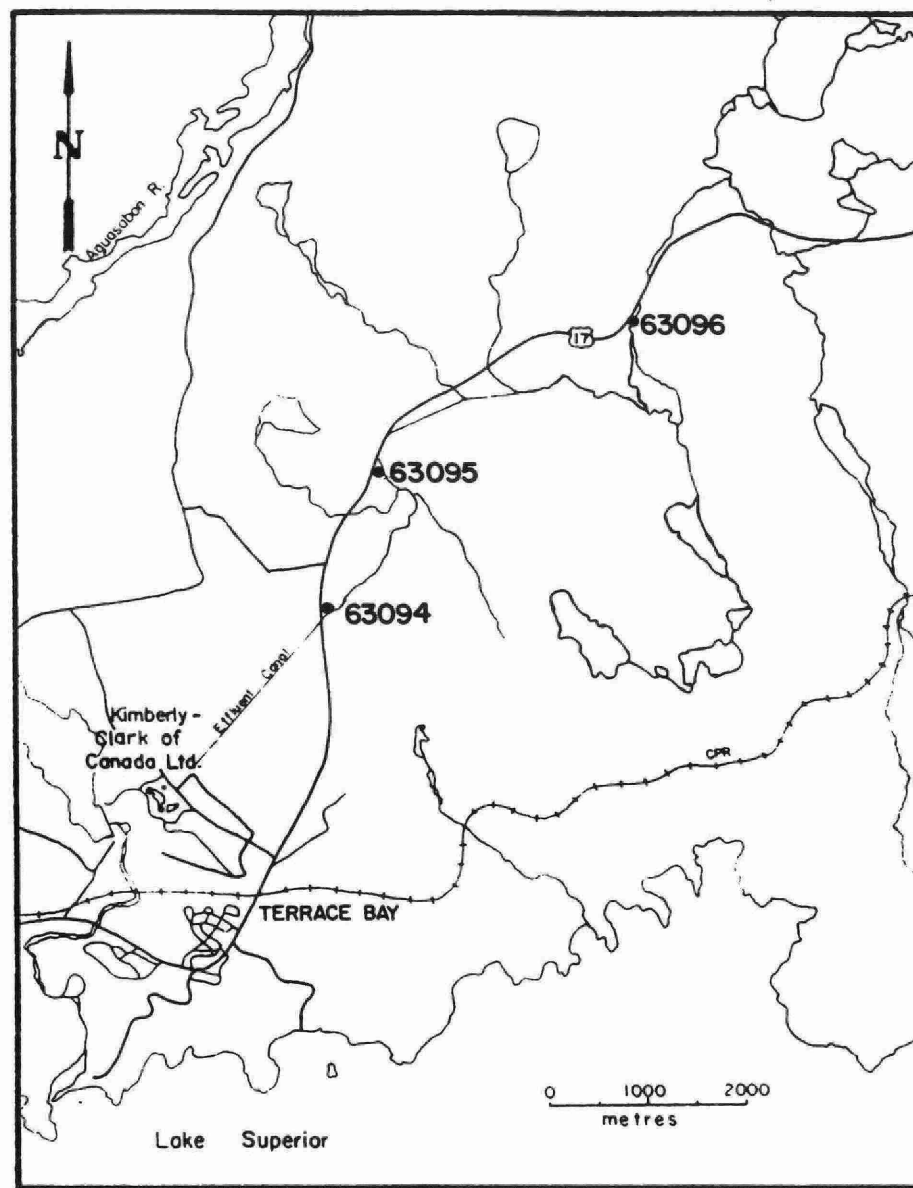 N
Aguasabon R.
17
63096
63095
63094
Effluent Canal
Kimberly-
Clark of
Canada Ltd.
CPR
TERRACE BAY
0 1000 2000
metres
Lake Superior